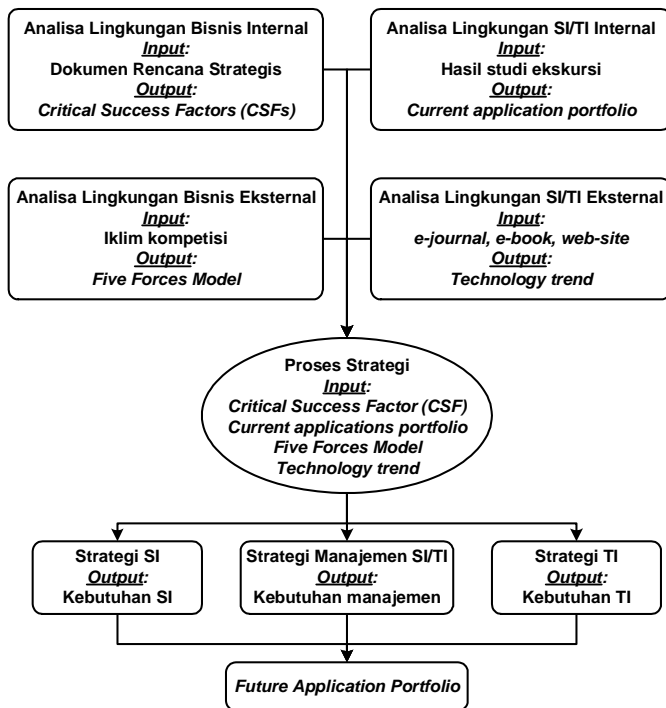 Analisa Lingkungan Bisnis Internal
Input:
Dokumen Rencana Strategis
Output:
Critical Success Factors (CSFs)
Analisa Lingkungan SI/TI Internal
Input:
Hasil studi ekskursi
Output:
Current application portfolio
Analisa Lingkungan Bisnis Eksternal
Input:
Iklim kompetisi
Output:
Five Forces Model
Analisa Lingkungan SI/TI Eksternal
Input:
e-journal, e-book, web-site
Output:
Technology trend
Proses Strategi
Input:
Critical Success Factor (CSF)
Current applications portfolio
Five Forces Model
Technology trend
Strategi SI
Output:
Kebutuhan SI
Strategi Manajemen SI/TI
Output:
Kebutuhan manajemen
Strategi TI
Output:
Kebutuhan TI
Future Application Portfolio